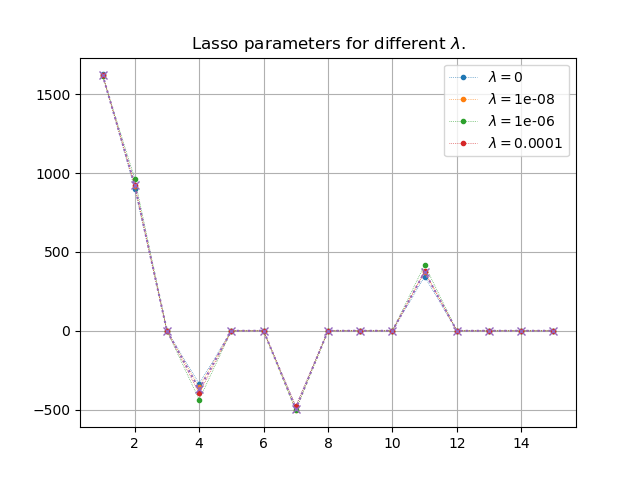 Lasso parameters for different λ.
λ = 0
λ = 1e-08
λ = 1e-06
λ = 0.0001
1500
1000
500
0
−500
2 4 6 8 10 12 14